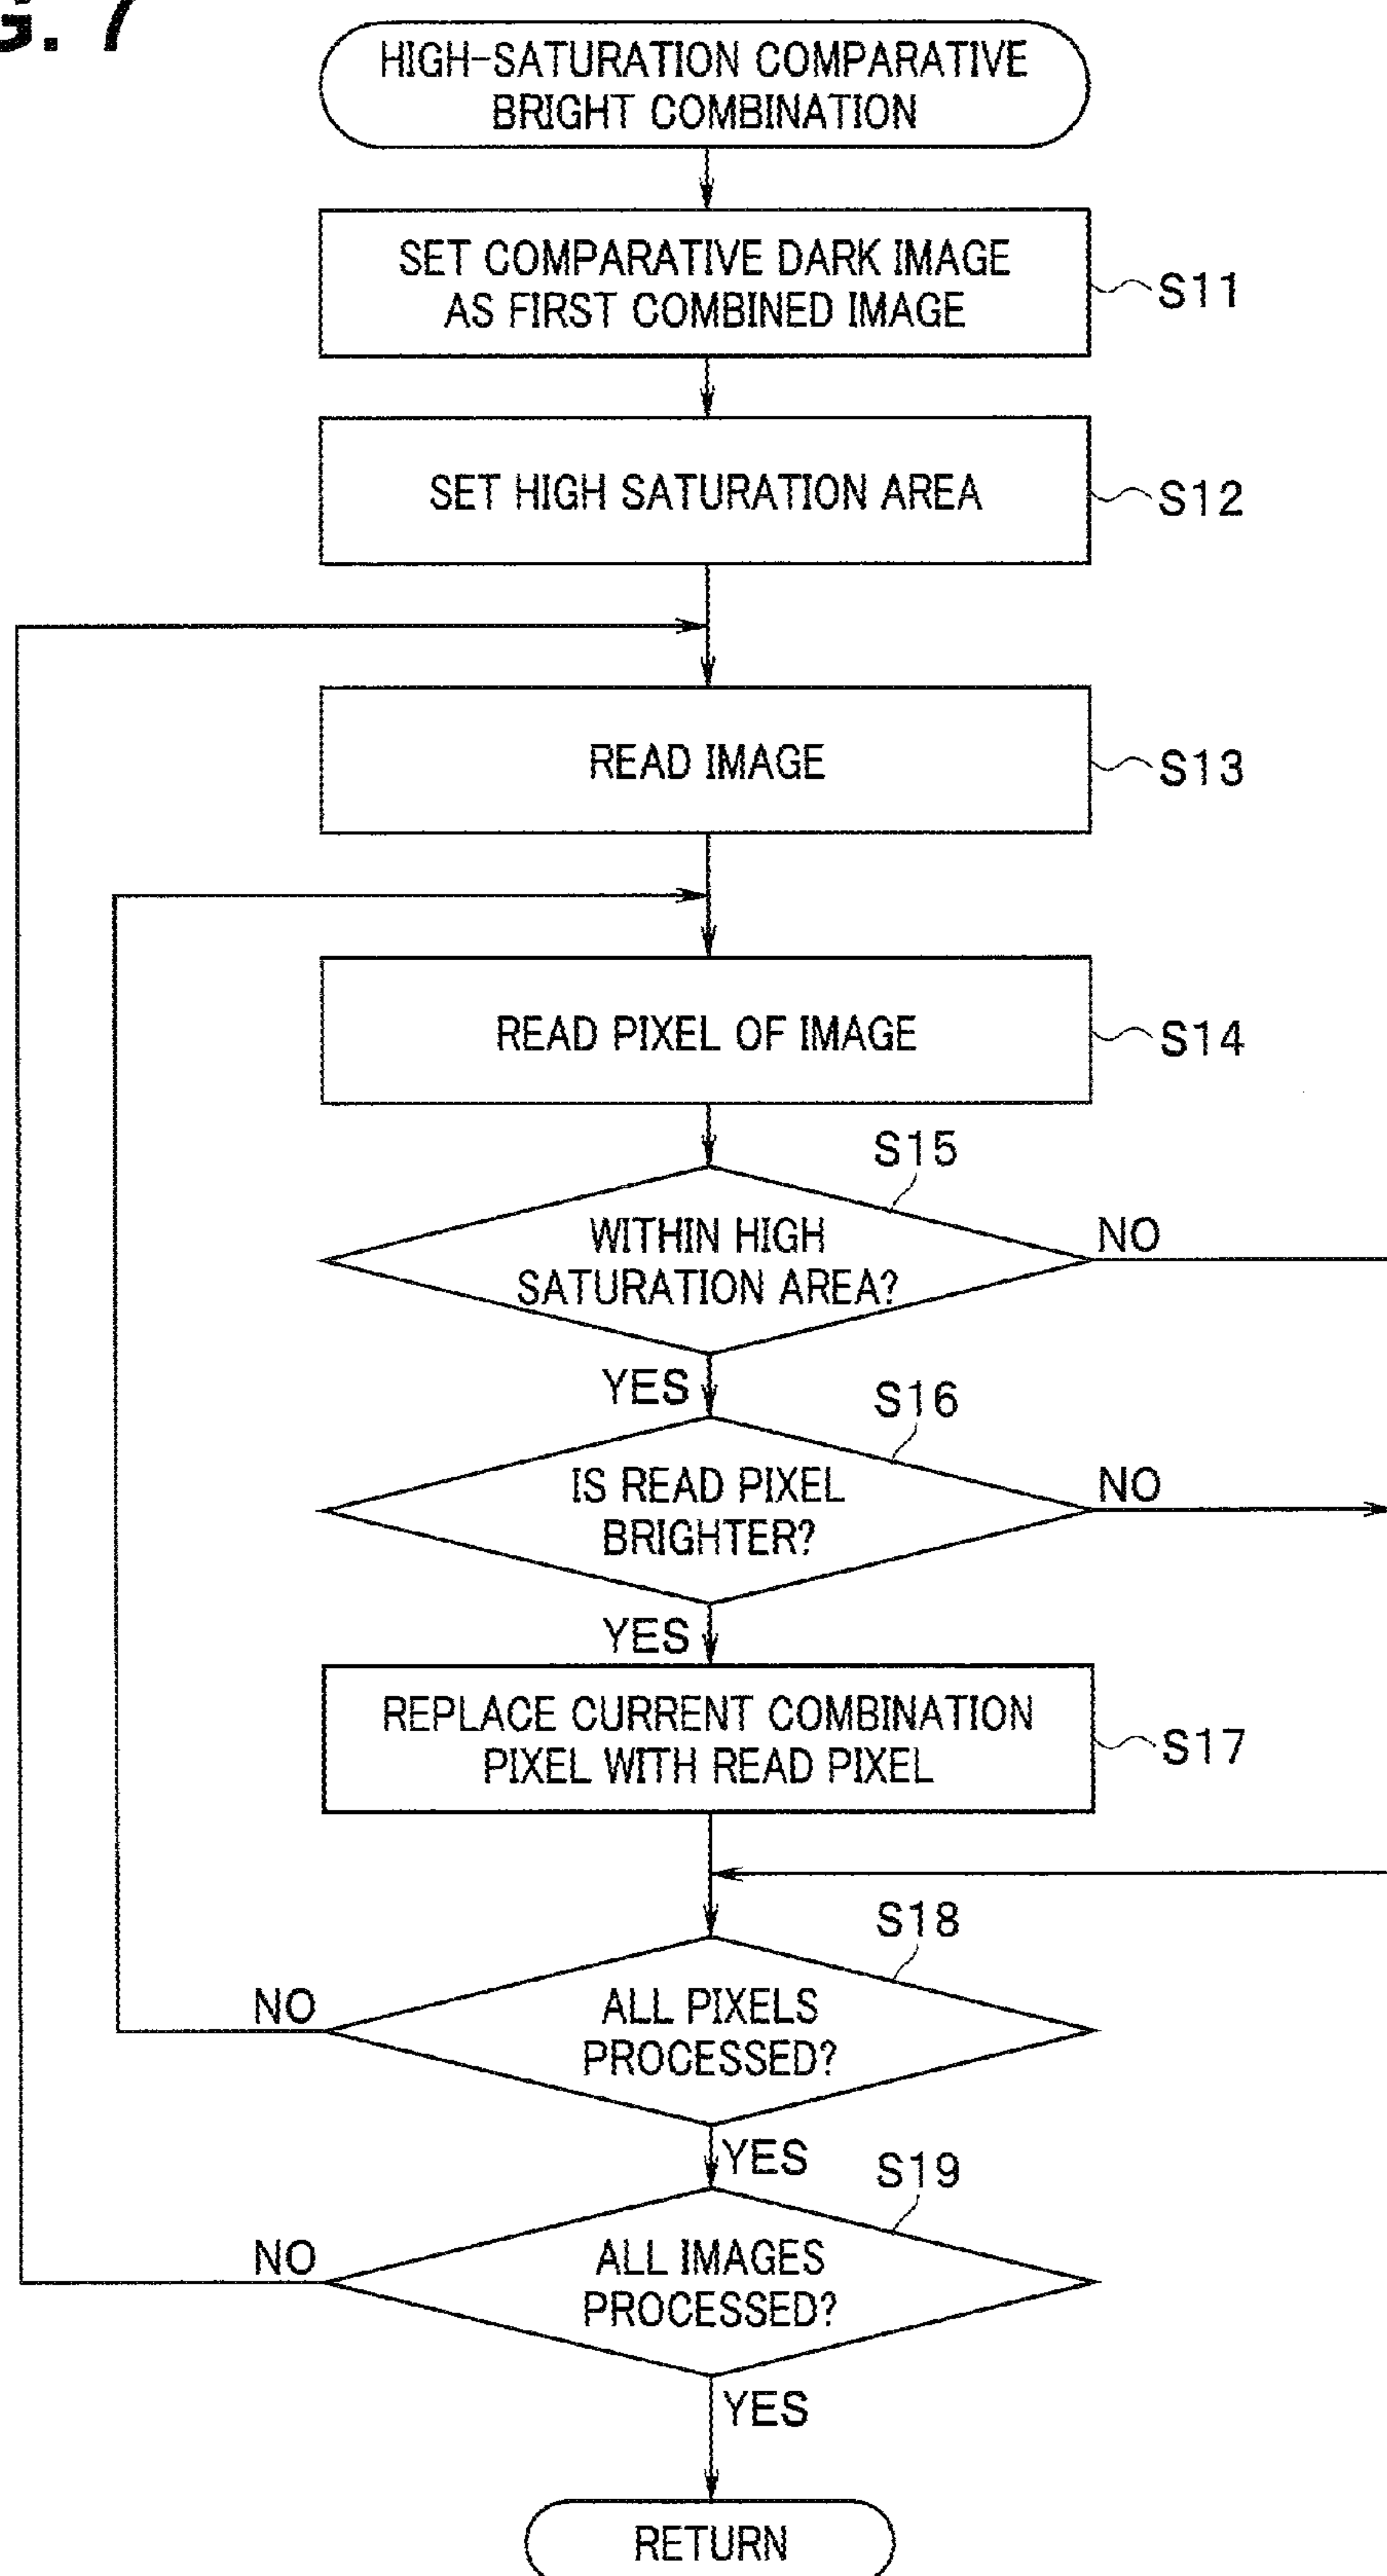 G. 7
HIGH-SATURATION COMPARATIVE
BRIGHT COMBINATION
SET COMPARATIVE DARK IMAGE
AS FIRST COMBINED IMAGE
S11
SET HIGH SATURATION AREA
S12
READ IMAGE
S13
READ PIXEL OF IMAGE
S14
S15
WITHIN HIGH
SATURATION AREA?
NO
YES
S16
IS READ PIXEL
BRIGHTER?
NO
YES
REPLACE CURRENT COMBINATION
PIXEL WITH READ PIXEL
S17
S18
ALL PIXELS
PROCESSED?
NO
YES
S19
ALL IMAGES
PROCESSED?
NO
YES
RETURN